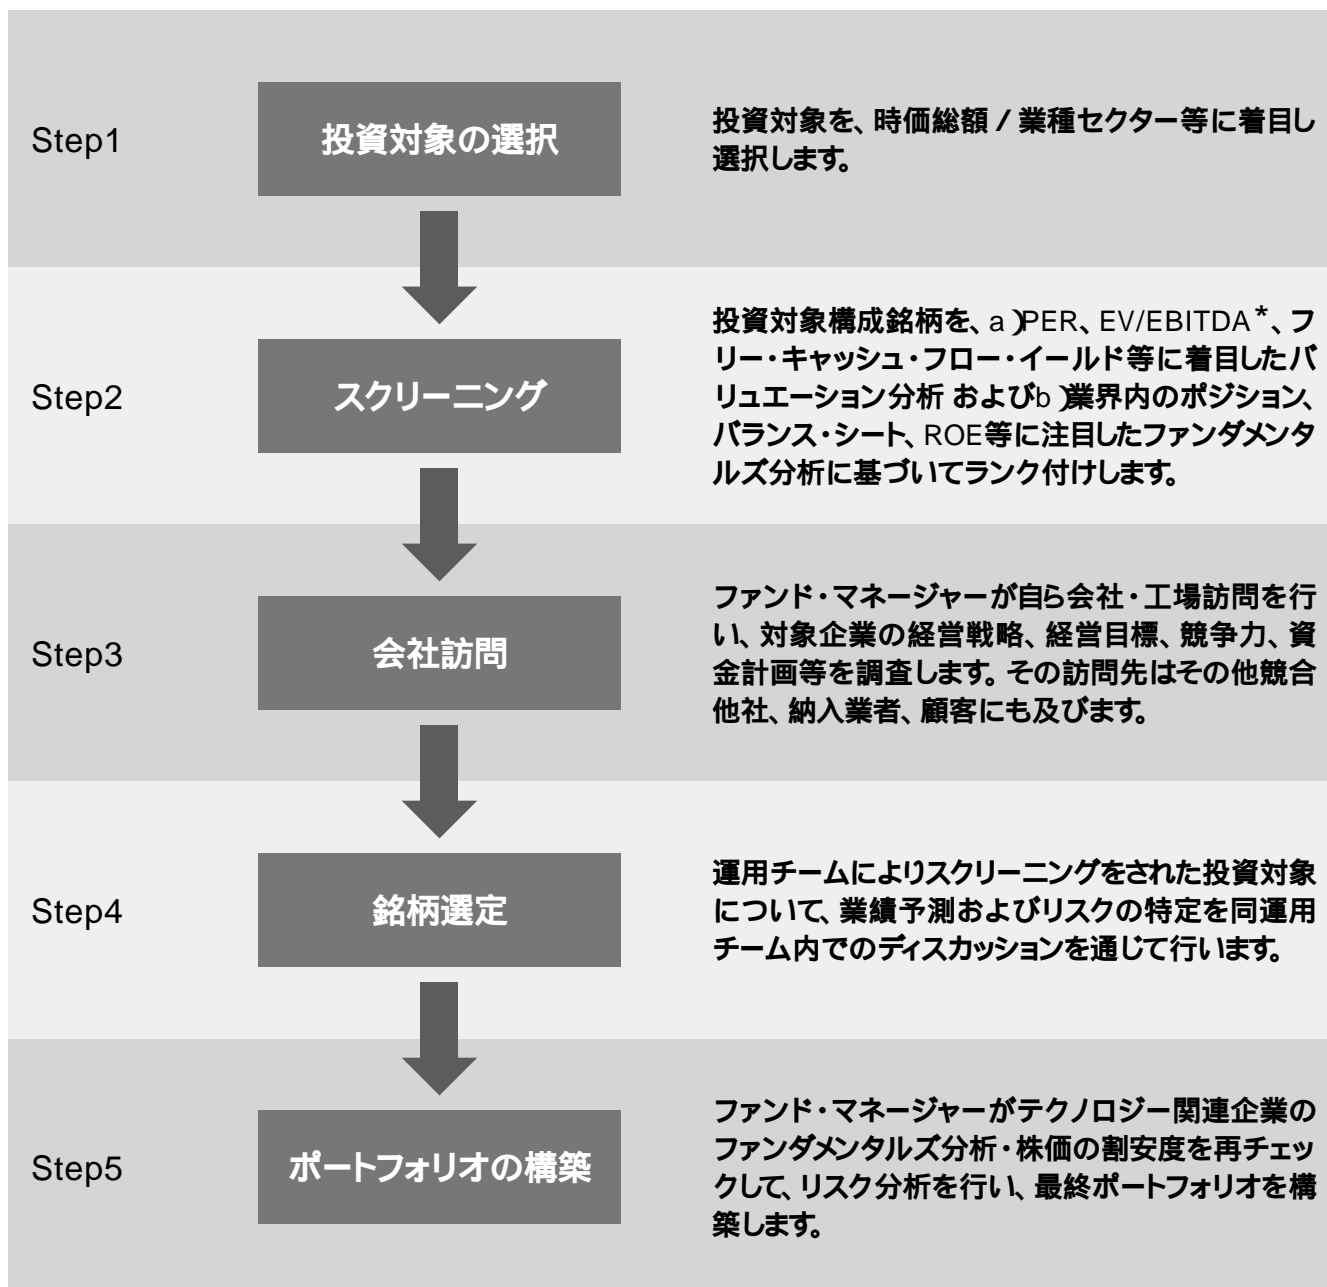 Step1
投資対象の選択
投資対象を、時価総額／業種セクター等に着目し
選択します。
Step2
スクリーニング
投資対象構成銘柄を、a）PER、EV/EBITDA*、フ
リー・キャッシュ・フロー・イールド等に着目したバ
リュエーション分析 およびb）業界内のポジション、
バランス・シート、ROE等に注目したファンダメンタ
ルズ分析に基づいてランク付けします。
Step3
会社訪問
ファンド・マネージャーが自ら会社・工場訪問を行
い、対象企業の経営戦略、経営目標、競争力、資
金計画等を調査します。その訪問先はその他競合
他社、納入業者、顧客にも及びます。
Step4
銘柄選定
運用チームによりスクリーニングをされた投資対象
について、業績予測およびリスクの特定を同運用
チーム内でのディスカッションを通じて行います。
Step5
ポートフォリオの構築
ファンド・マネージャーがテクノロジー関連企業の
ファンダメンタルズ分析・株価の割安度を再チェッ
クして、リスク分析を行い、最終ポートフォリオを構
築します。